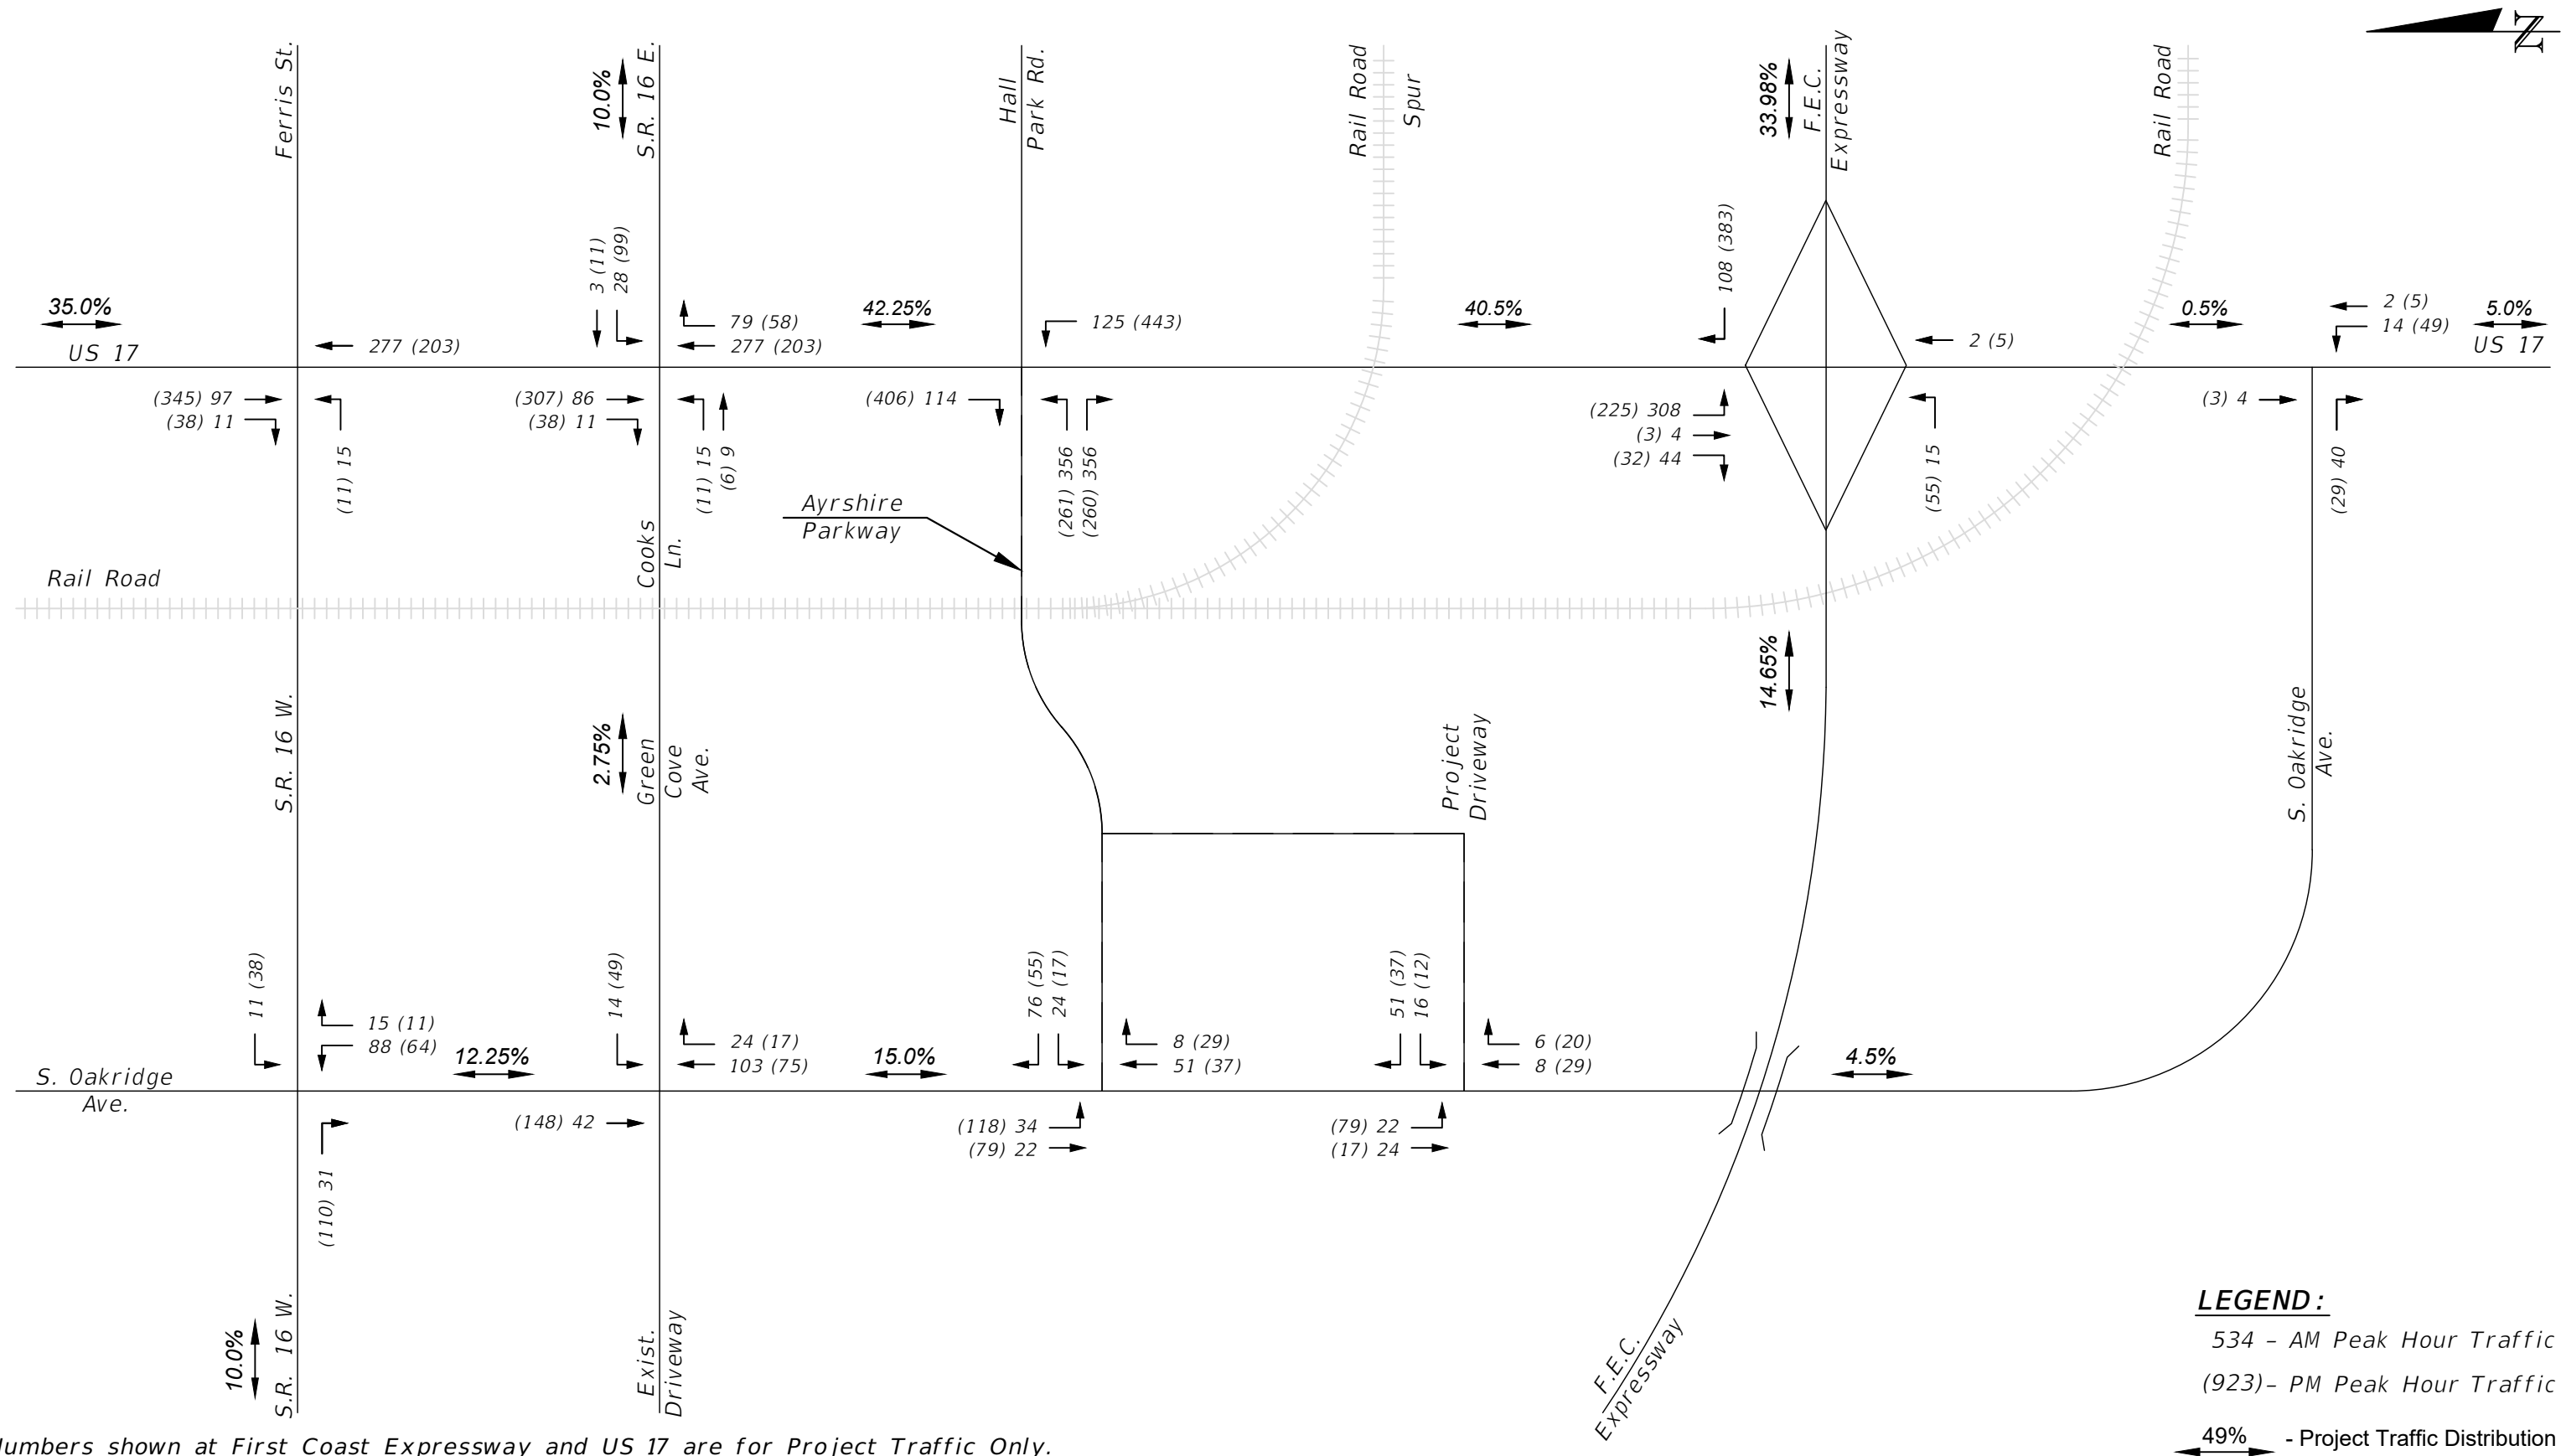 Ferris St.
10.0%
S.R. 16 E.
Hall
Park Rd.
Rail Road
Spur
33.98%
F.E.C.
Expressway
Rail Road
N
35.0%
US 17
277 (203)
3 (11)
28 (99)
79 (58)
277 (203)
42.25%
125 (443)
40.5%
108 (383)
2 (5)
0.5%
2 (5)
14 (49)
5.0%
US 17
(345) 97
(38) 11
(11) 15
(307) 86
(38) 11
(11) 15
(6) 9
(406) 114
(261) 356
(260) 356
(225) 308
(3) 4
(32) 44
(55) 15
(3) 4
(29) 40
Ayrshire
Parkway
Cooks
Ln.
Rail Road
S.R. 16 W.
2.75%
Green
Cove
Ave.
Project
Driveway
14.65%
S. Oakridge
Ave.
11 (38)
15 (11)
88 (64)
12.25%
14 (49)
24 (17)
103 (75)
15.0%
76 (55)
24 (17)
8 (29)
51 (37)
51 (37)
16 (12)
6 (20)
8 (29)
4.5%
S. Oakridge
Ave.
(110) 31
(148) 42
(118) 34
(79) 22
(79) 22
(17) 24
10.0%
S.R. 16 W.
Exist.
Driveway
F.E.C.
Expressway
LEGEND:
534 - AM Peak Hour Traffic
(923) - PM Peak Hour Traffic
49% - Project Traffic Distribution
Numbers shown at First Coast Expressway and US 17 are for Project Traffic Only.